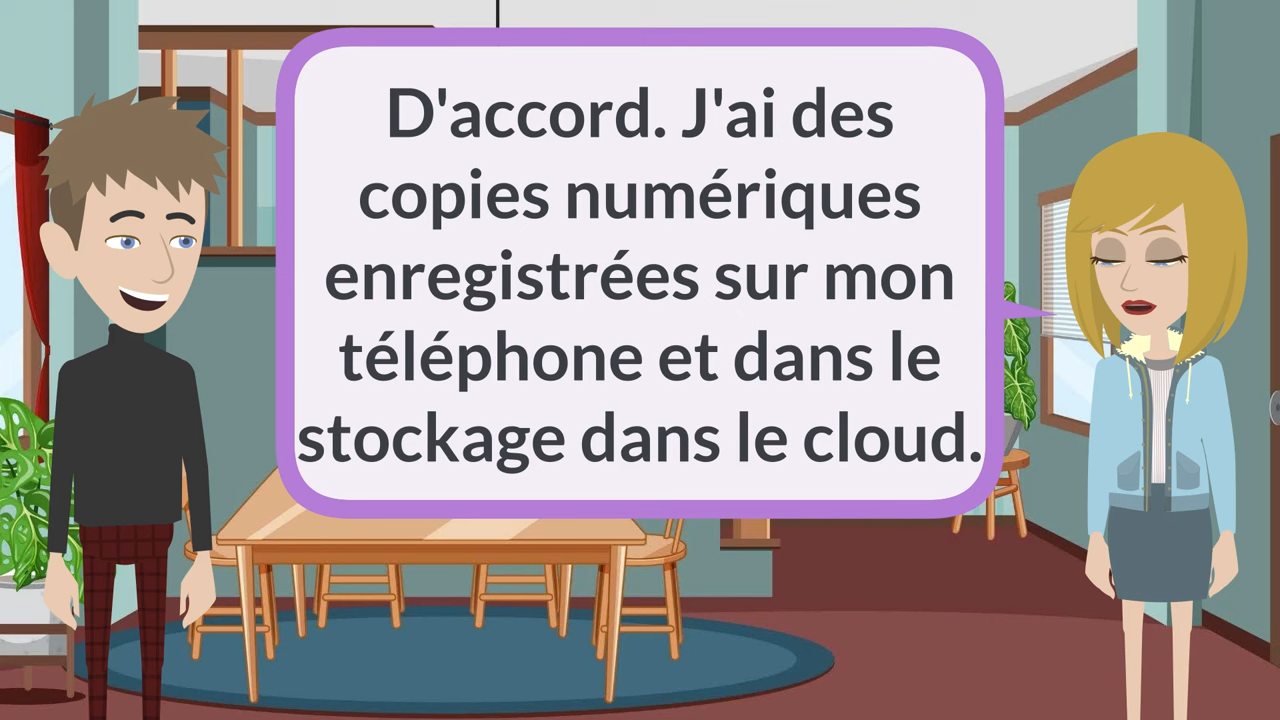 D'accord. J'ai des
copies numériques
enregistrées sur mon
téléphone et dans le
stockage dans le cloud.